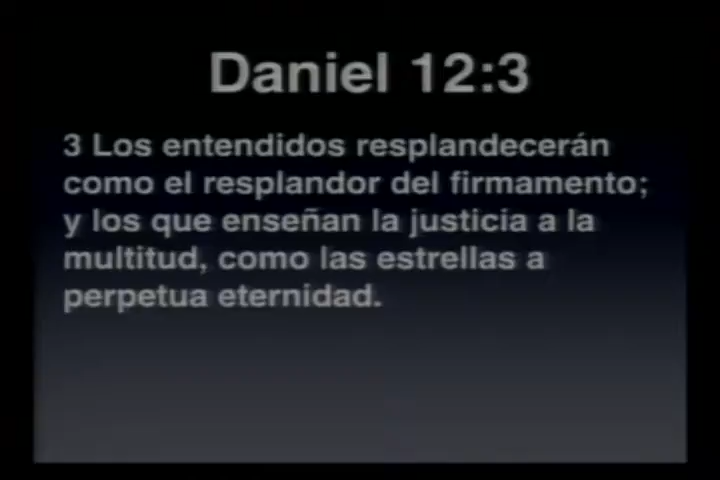 Daniel 12:3
3 Los entendidos resplandecerán
como el resplandor del firmamento;
y los que enseñan la justicia a la
multitud, como las estrellas a
perpetua eternidad.